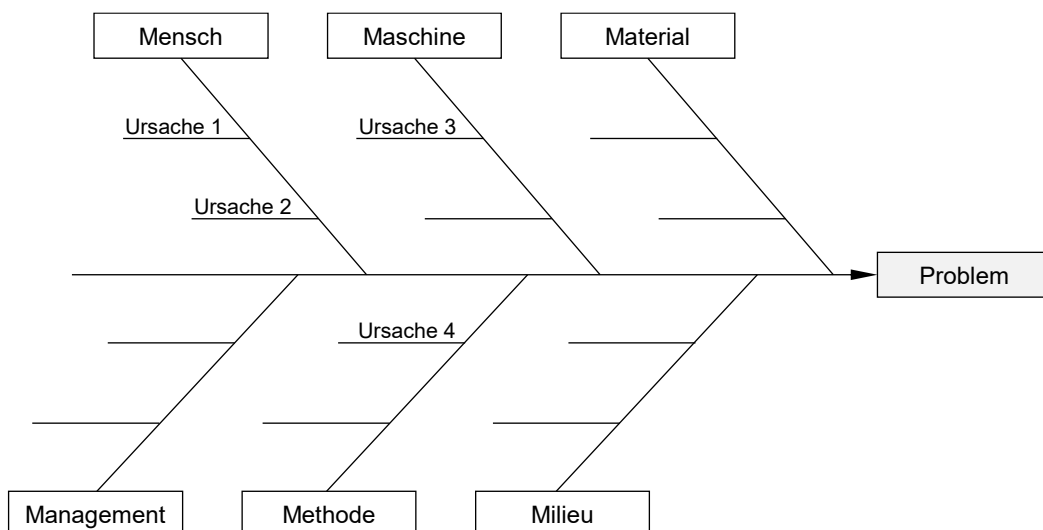 Mensch
Maschine
Material
Ursache 1
Ursache 3
Ursache 2
Problem
Ursache 4
Management
Methode
Milieu